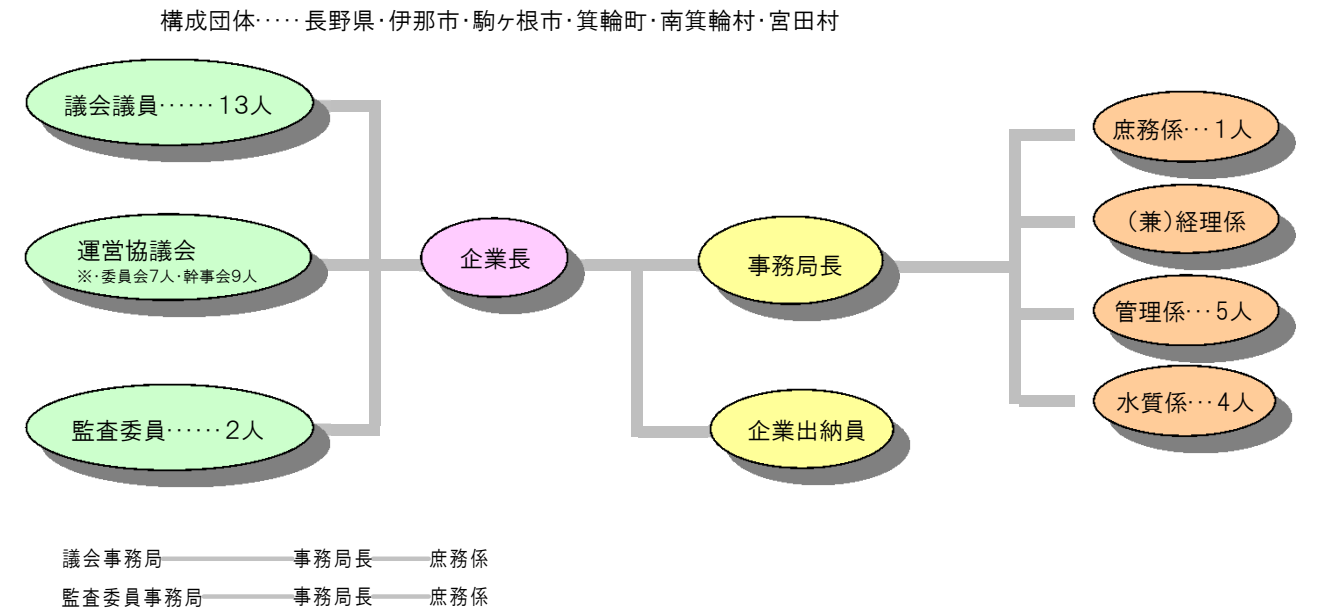 構成団体‥‥‥長野県・伊那市・駒ヶ根市・箕輪町・南箕輪村・宮田村
議会議員‥‥‥13人
運営協議会
※・委員会7人・幹事会9人
監査委員‥‥‥2人
企業長
事務局長
企業出納員
庶務係…1人
(兼)経理係
管理係…5人
水質係…4人
議会事務局 事務局長 庶務係
監査委員事務局 事務局長 庶務係